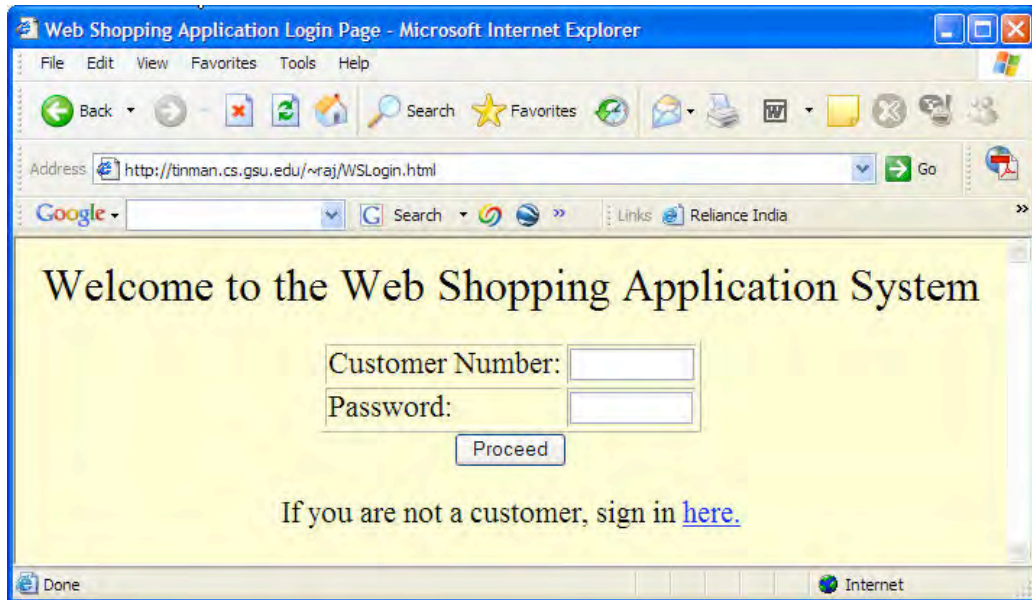 Web Shopping Application Login Page - Microsoft Internet Explorer
File Edit View Favorites Tools Help
Back Search Favorites
Address http://tinman.cs.gsu.edu/~raj/WSLogin.html Go
Google Search » Links Reliance India »
Welcome to the Web Shopping Application System
Customer Number:
Password:
Proceed
If you are not a customer, sign in here.
Done Internet